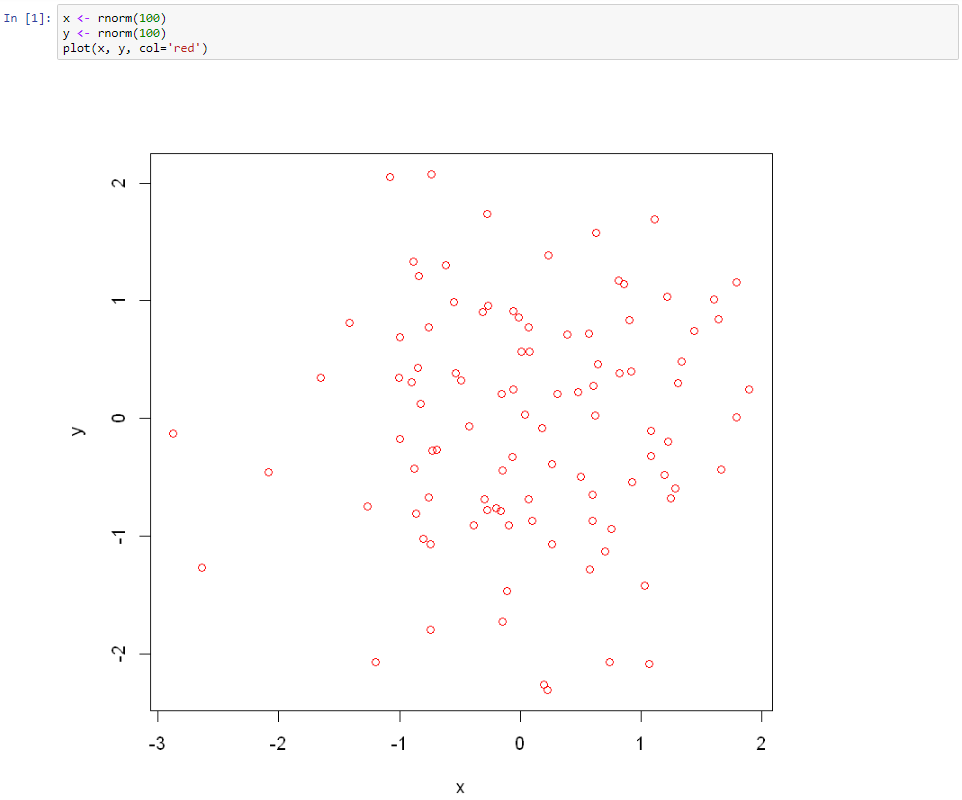 In [1]: x <- rnorm(100)
y <- rnorm(100)
plot(x, y, col='red')
2
1
0
-1
-2
y
-3 -2 -1 0 1 2
x